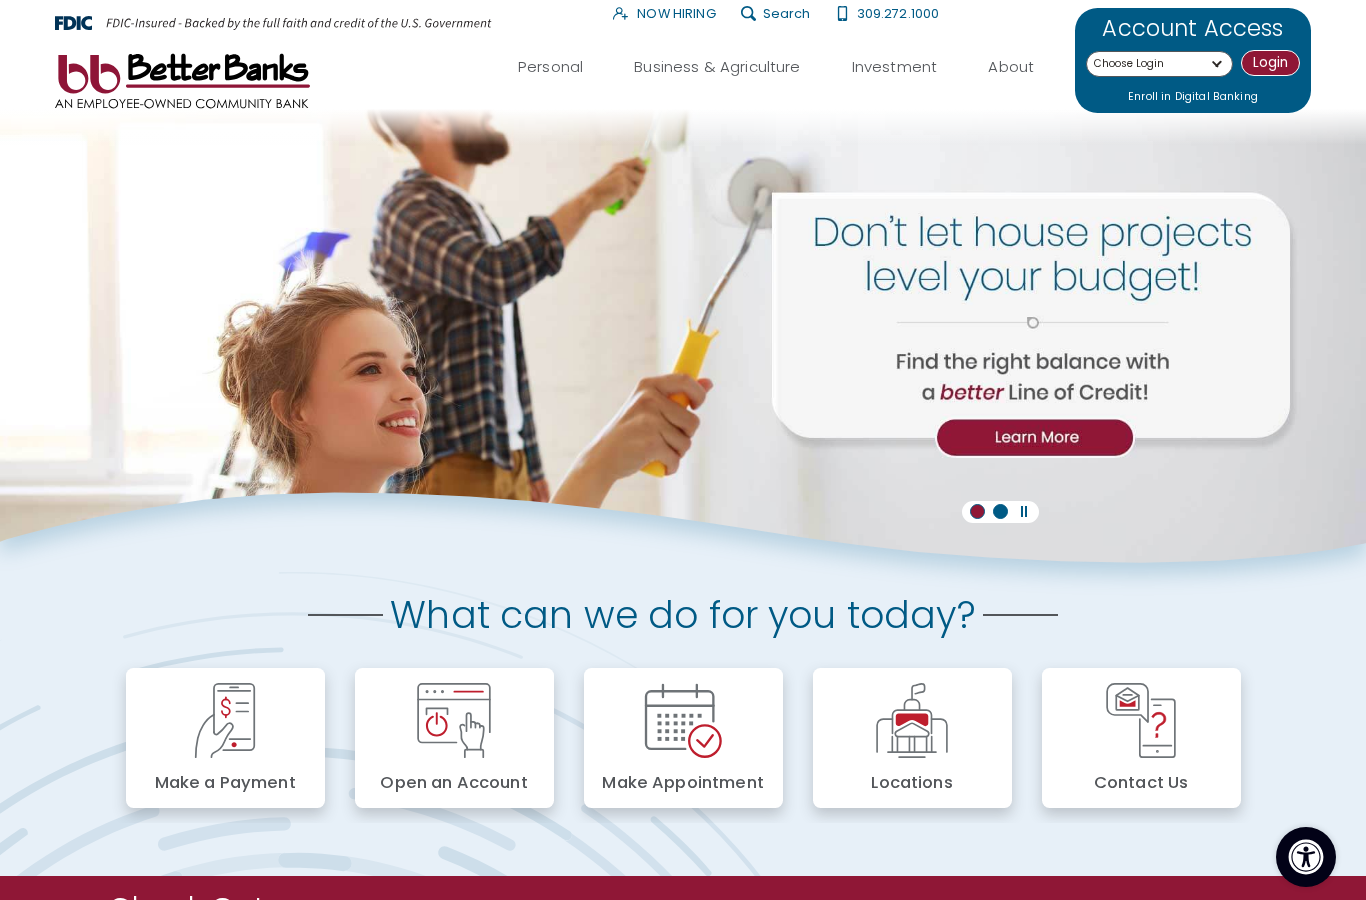 FDIC FDIC-Insured - Backed by the full faith and credit of the U.S. Government
NOW HIRING Search 309.272.1000
bb Better Banks
AN EMPLOYEE-OWNED COMMUNITY BANK
Personal Business & Agriculture Investment About
Account Access
Choose Login Login
Enroll in Digital Banking
Don't let house projects
level your budget!
Find the right balance with
a better Line of Credit!
Learn More
What can we do for you today?
Make a Payment Open an Account Make Appointment Locations Contact Us